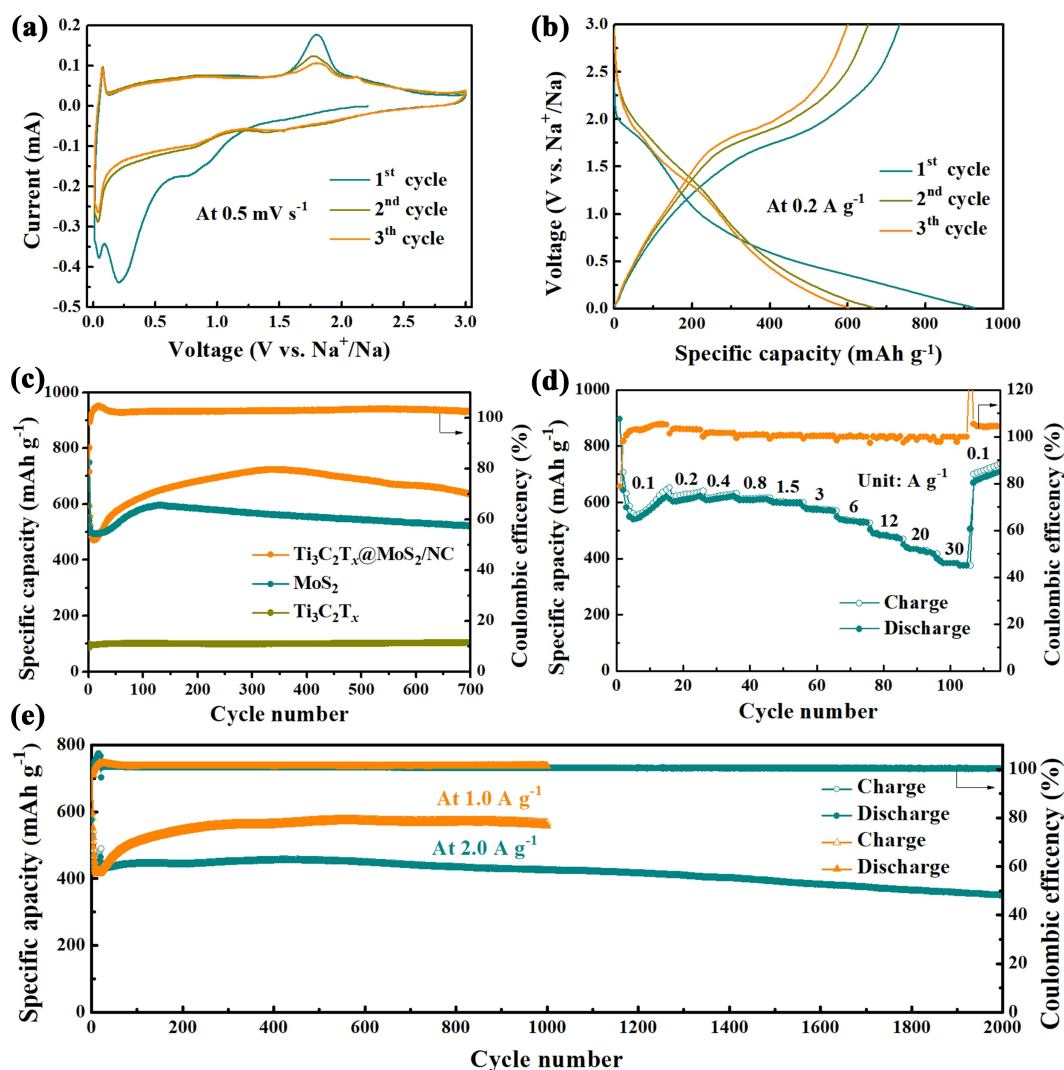 (a)
0.2
0.1
0.0
-0.1
-0.2
-0.3
-0.4
-0.5
Current (mA)
1st cycle
2nd cycle
3th cycle
At 0.5 mV s-1
0.0 0.5 1.0 1.5 2.0 2.5 3.0
Voltage (V vs. Na+/Na)
(b)
3.0
2.5
2.0
1.5
1.0
0.5
0.0
Voltage (V vs. Na+/Na)
1st cycle
2nd cycle
3th cycle
At 0.2 A g-1
0 200 400 600 800 1000
Specific capacity (mAh g-1)
(c)
1000
900
800
700
600
500
400
300
200
100
0
Specific capacity (mAh g-1)
Ti3C2Tx@MoS2/NC
MoS2
Ti3C2Tx
100
80
60
40
20
0
Coulombic efficency (%)
0 100 200 300 400 500 600 700
Cycle number
(d)
1000
800
600
400
200
0
Specific apacity (mAh g-1)
0.1 0.2 0.4 0.8 1.5 3 6 12 20 30 0.1
Unit: A g-1
Charge
Discharge
120
100
80
60
40
20
0
Coulombic efficency (%)
0 20 40 60 80 100
Cycle number
(e)
800
600
400
200
0
Specific apacity (mAh g-1)
At 1.0 A g-1
At 2.0 A g-1
Charge
Discharge
Charge
Discharge
100
80
60
40
20
0
Coulombic efficency (%)
0 200 400 600 800 1000 1200 1400 1600 1800 2000
Cycle number